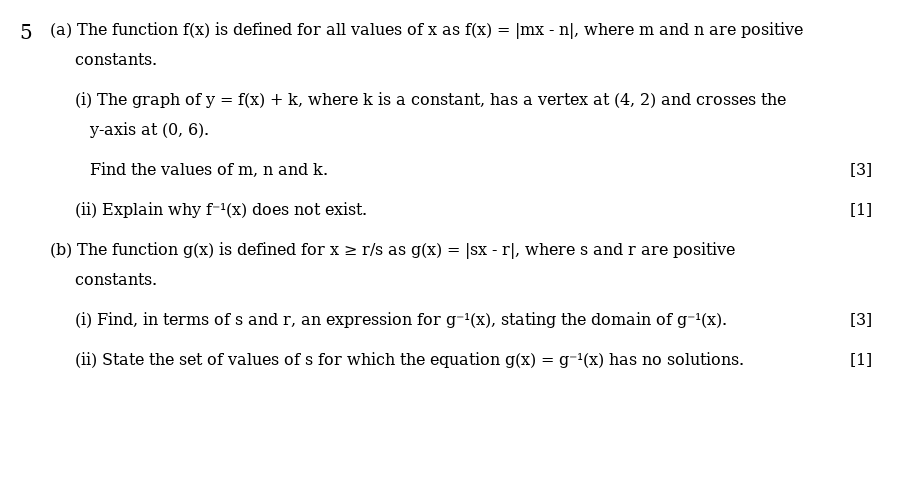 5 (a) The function f(x) is defined for all values of x as f(x) = |mx - n|, where m and n are positive
constants.
(i) The graph of y = f(x) + k, where k is a constant, has a vertex at (4, 2) and crosses the
y-axis at (0, 6).
Find the values of m, n and k. [3]
(ii) Explain why f⁻¹(x) does not exist. [1]
(b) The function g(x) is defined for x ≥ r/s as g(x) = |sx - r|, where s and r are positive
constants.
(i) Find, in terms of s and r, an expression for g⁻¹(x), stating the domain of g⁻¹(x). [3]
(ii) State the set of values of s for which the equation g(x) = g⁻¹(x) has no solutions. [1]